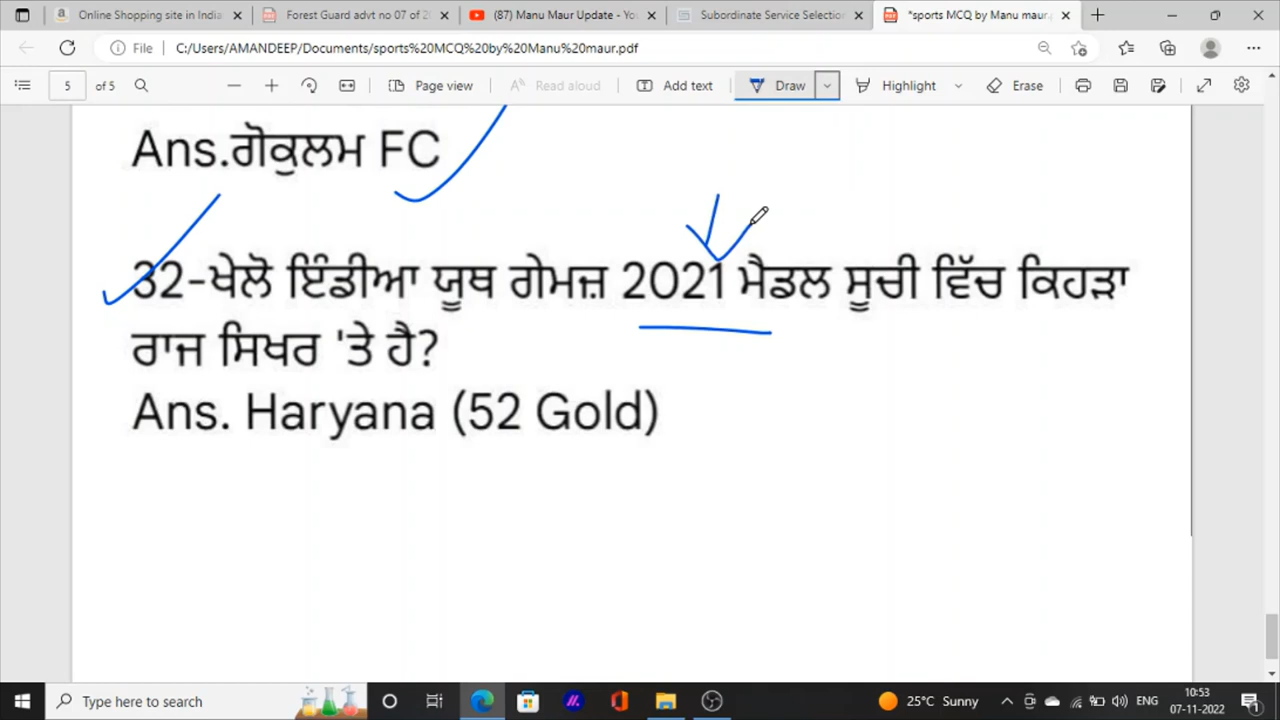 Online Shopping site in India
Forest Guard advt no 07 of 2
(87) Manu Maur Update - Yo
Subordinate Service Selectio
*sports MCQ by Manu maur.p
File C:/Users/AMANDEEP/Documents/sports%20MCQ%20by%20Manu%20maur.pdf
5 of 5 Page view Read aloud Add text Draw Highlight Erase
Ans.ਗੋਕੁਲਮ FC
32-ਖੇਲੋ ਇੰਡੀਆ ਯੂਥ ਗੇਮਜ਼ 2021 ਮੈਡਲ ਸੂਚੀ ਵਿੱਚ ਕਿਹੜਾ
ਰਾਜ ਸਿਖਰ 'ਤੇ ਹੈ?
Ans. Haryana (52 Gold)
Type here to search
25°C Sunny
ENG
10:53
07-11-2022
1